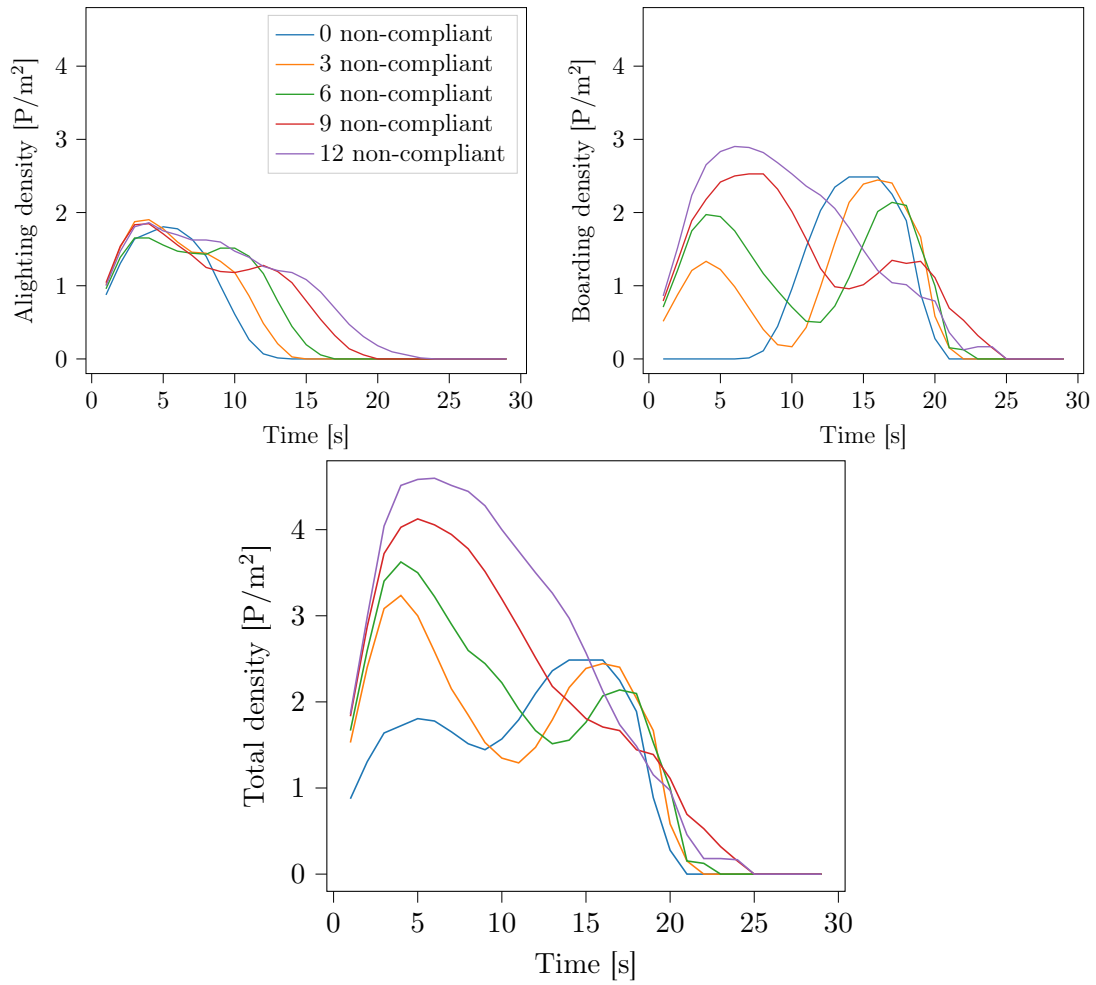 Alighting density [P/m²]
4
3
2
1
0
0 non-compliant
3 non-compliant
6 non-compliant
9 non-compliant
12 non-compliant
0 5 10 15 20 25 30
Time [s]
Boarding density [P/m²]
4
3
2
1
0
0 5 10 15 20 25 30
Time [s]
Total density [P/m²]
4
3
2
1
0
0 5 10 15 20 25 30
Time [s]